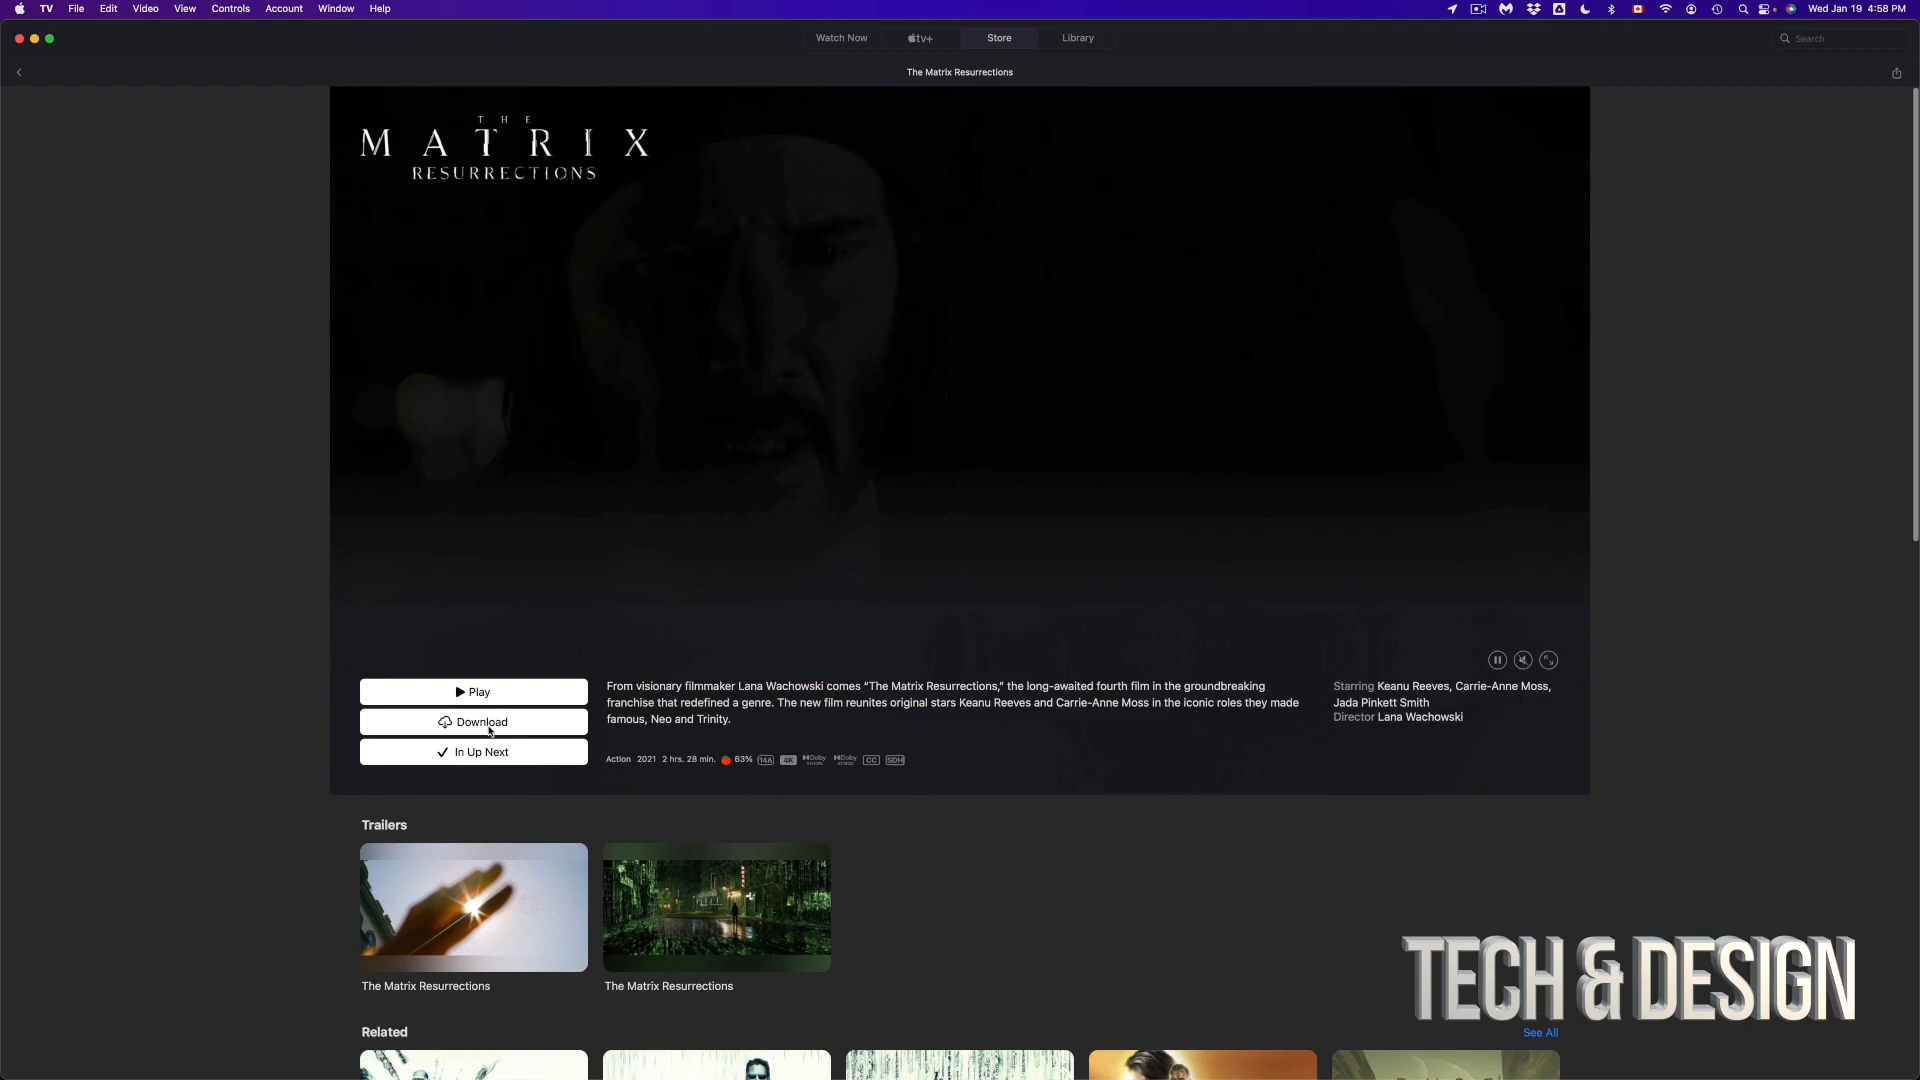 TV File Edit Video View Controls Account Window Help
Wed Jan 19 4:58 PM
Watch Now
tv+
Store
Library
Search
The Matrix Resurrections
THE
MATRIX
RESURRECTIONS
Play
Download
In Up Next
From visionary filmmaker Lana Wachowski comes “The Matrix Resurrections,” the long-awaited fourth film in the groundbreaking
franchise that redefined a genre. The new film reunites original stars Keanu Reeves and Carrie-Anne Moss in the iconic roles they made
famous, Neo and Trinity.
Action 2021 2 hrs. 28 min. 63% 14A 4K Dolby VISION Dolby ATMOS CC SDH
Starring Keanu Reeves, Carrie-Anne Moss,
Jada Pinkett Smith
Director Lana Wachowski
Trailers
The Matrix Resurrections
The Matrix Resurrections
TECH & DESIGN
Related
See All